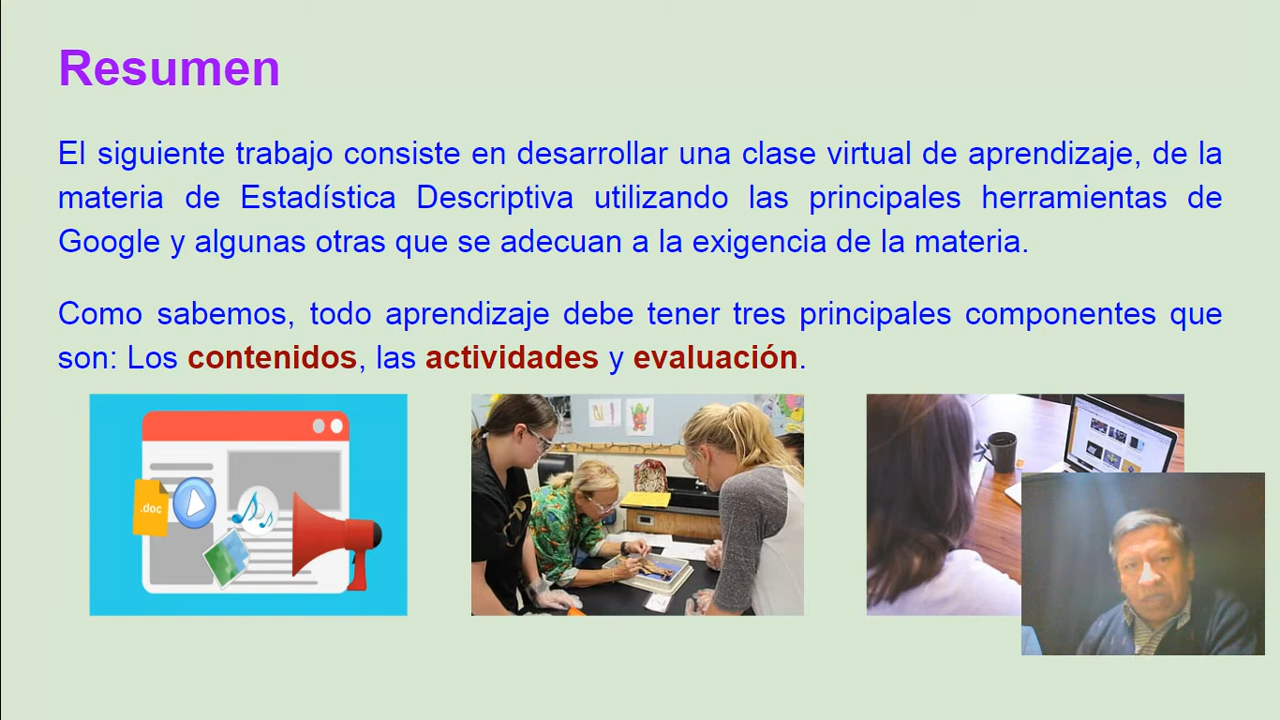 Resumen
El siguiente trabajo consiste en desarrollar una clase virtual de aprendizaje, de la
materia de Estadística Descriptiva utilizando las principales herramientas de
Google y algunas otras que se adecuan a la exigencia de la materia.
Como sabemos, todo aprendizaje debe tener tres principales componentes que
son: Los contenidos, las actividades y evaluación.
.doc